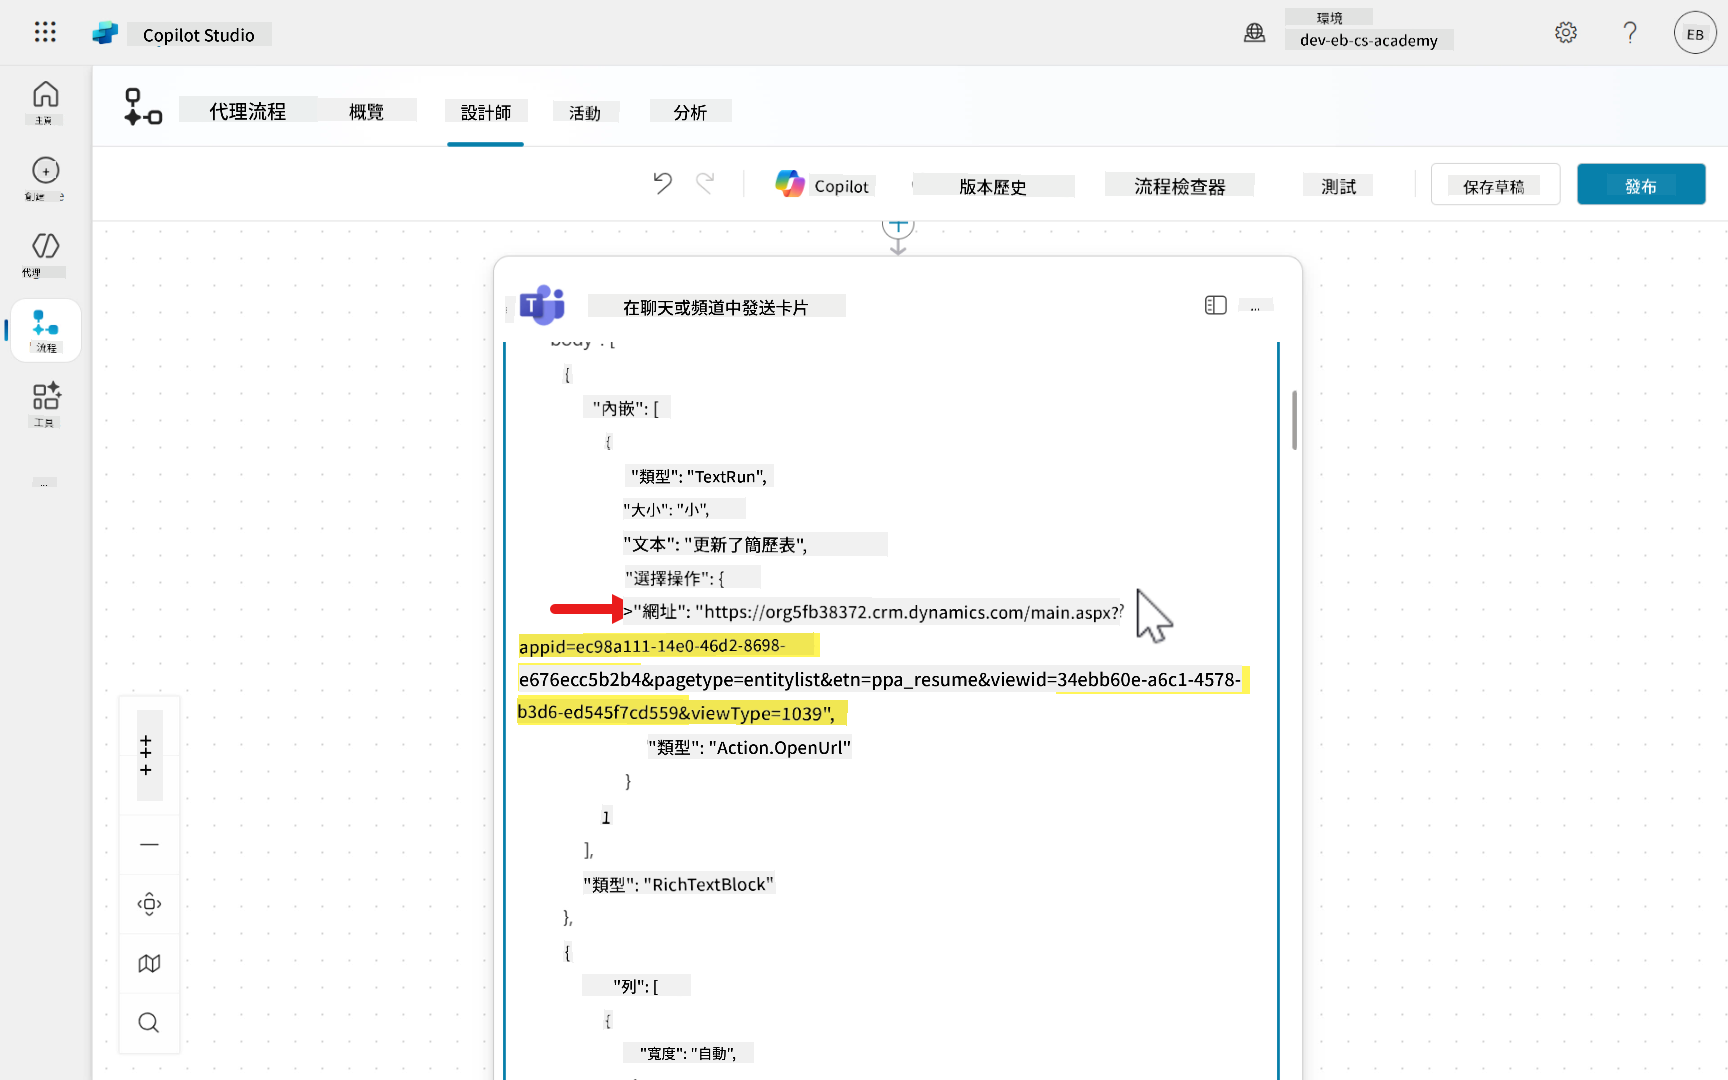 Copilot Studio
環境
dev-eb-cs-academy
EB
代理流程
概覽
設計師
活動
分析
Copilot
版本歷史
流程檢查器
測試
保存草稿
發布
主頁
創建
代理
流程
工具
...
在聊天或頻道中發送卡片
...
body": [
{
"內嵌": [
{
"類型": "TextRun",
"大小": "小",
"文本": "更新了簡歷表",
"選擇操作": {
>"網址": "https://org5fb38372.crm.dynamics.com/main.aspx??
appid=ec98a111-14e0-46d2-8698-
e676ecc5b2b4&pagetype=entitylist&etn=ppa_resume&viewid=34ebb60e-a6c1-4578-
b3d6-ed545f7cd559&viewType=1039",
"類型": "Action.OpenUrl"
}
1
],
"類型": "RichTextBlock"
},
{
"列": [
{
"寬度": "自動",